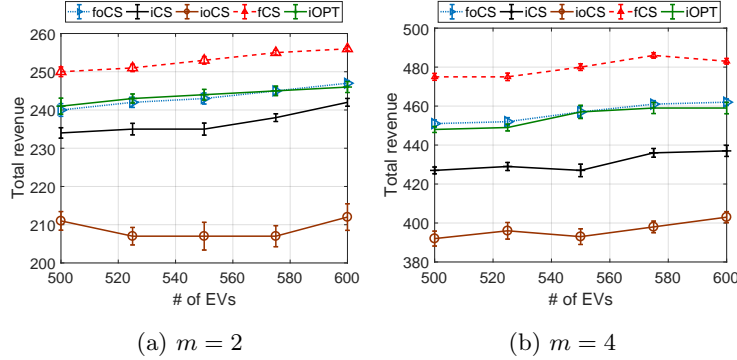 foCS iCS ioCS fCS iOPT
260
250
240
230
220
210
200
Total revenue
500 520 540 560 580 600
# of EVs
(a) m = 2
foCS iCS ioCS fCS iOPT
500
480
460
440
420
400
380
Total revenue
500 520 540 560 580 600
# of EVs
(b) m = 4